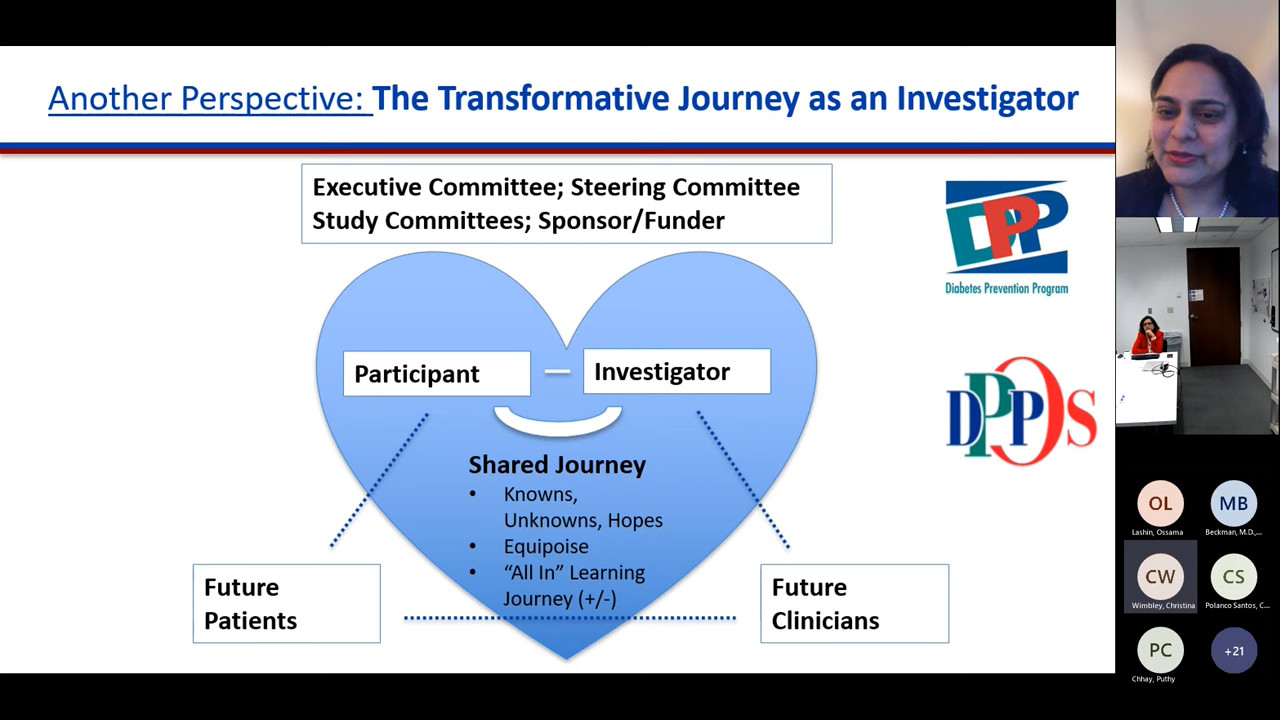 Another Perspective: The Transformative Journey as an Investigator
Executive Committee; Steering Committee
Study Committees; Sponsor/Funder
DPP
Diabetes Prevention Program
Participant
Investigator
DPPOS
Shared Journey
• Knowns,
Unknowns, Hopes
• Equipoise
• “All In” Learning
Journey (+/-)
Future
Patients
Future
Clinicians
OL
Lashin, Ossama
MB
Beckman, M.D.,...
CW
Wimbley, Christina
CS
Polanco Santos, C...
PC
Chhay, Puthy
+21